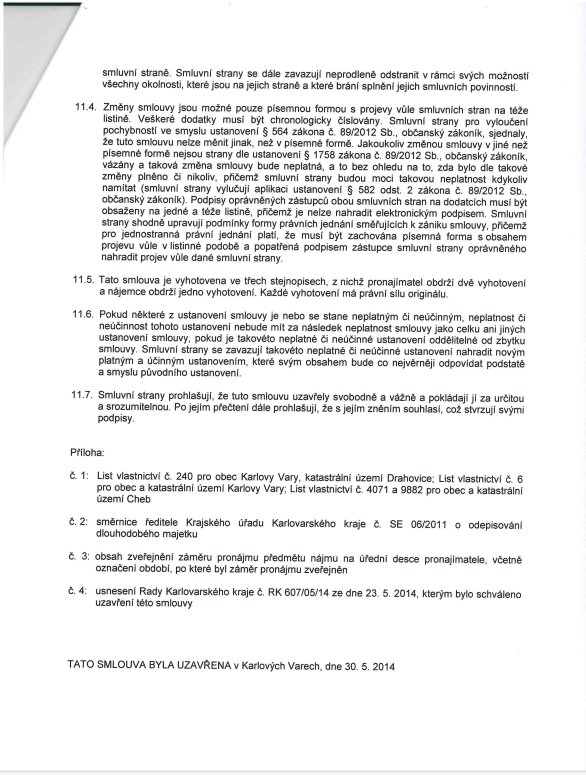 smluvní straně. Smluvní strany se dále zavazují neprodleně odstranit v rámci svých možností
všechny okolnosti, které jsou na jejich straně a které brání splnění jejich smluvních povinností.
11.4. Změny smlouvy jsou možné pouze písemnou formou s projevy vůle smluvních stran na téže
listině. Veškeré dodatky musí být chronologicky číslovány. Smluvní strany pro vyloučení
pochybností ve smyslu ustanovení § 564 zákona č. 89/2012 Sb., občanský zákoník, sjednaly,
že tuto smlouvu nelze měnit jinak, než v písemné formě. Jakoukoliv změnou smlouvy v jiné než
písemné formě nejsou strany dle ustanovení § 1758 zákona č. 89/2012 Sb., občanský zákoník,
vázány a taková změna smlouvy bude neplatná, a to bez ohledu na to, zda bylo dle takové
změny plněno či nikoliv, přičemž smluvní strany budou moci takovou neplatnost kdykoliv
namítat (smluvní strany vylučují aplikaci ustanovení § 582 odst. 2 zákona č. 89/2012 Sb.,
občanský zákoník). Podpisy oprávněných zástupců obou smluvních stran na dodatcích musí být
obsaženy na jedné a téže listině, přičemž je nelze nahradit elektronickým podpisem. Smluvní
strany shodně upravují podmínky formy právních jednání směřujících k zániku smlouvy, přičemž
pro jednostranná právní jednání platí, že musí být zachována písemná forma s obsahem
projevu vůle v listinné podobě a popatřená podpisem zástupce smluvní strany oprávněného
nahradit projev vůle dané smluvní strany.
11.5. Tato smlouva je vyhotovena ve třech stejnopisech, z nichž pronajímatel obdrží dvě vyhotovení
a nájemce obdrží jedno vyhotovení. Každé vyhotovení má právní sílu originálu.
11.6. Pokud některé z ustanovení smlouvy je nebo se stane neplatným či neúčinným, neplatnost či
neúčinnost tohoto ustanovení nebude mít za následek neplatnost smlouvy jako celku ani jiných
ustanovení smlouvy, pokud je takovéto neplatné či neúčinné ustanovení oddělitelné od zbytku
smlouvy. Smluvní strany se zavazují takovéto neplatné či neúčinné ustanovení nahradit novým
platným a účinným ustanovením, které svým obsahem bude co nejvěrněji odpovídat podstatě
a smyslu původního ustanovení.
11.7. Smluvní strany prohlašují, že tuto smlouvu uzavřely svobodně a vážně a pokládají jí za určitou
a srozumitelnou. Po jejím přečtení dále prohlašují, že s jejím zněním souhlasí, což stvrzují svými
podpisy.
Příloha:
č. 1: List vlastnictví č. 240 pro obec Karlovy Vary, katastrální území Drahovice; List vlastnictví č. 6
pro obec a katastrální území Karlovy Vary; List vlastnictví č. 4071 a 9882 pro obec a katastrální
území Cheb
č. 2: směrnice ředitele Krajského úřadu Karlovarského kraje č. SE 06/2011 o odepisování
dlouhodobého majetku
č. 3: obsah zveřejnění záměru pronájmu předmětu nájmu na úřední desce pronajímatele, včetně
označení období, po které byl záměr pronájmu zveřejněn
č. 4: usnesení Rady Karlovarského kraje č. RK 607/05/14 ze dne 23. 5. 2014, kterým bylo schváleno
uzavření této smlouvy
TATO SMLOUVA BYLA UZAVŘENA v Karlových Varech, dne 30. 5. 2014